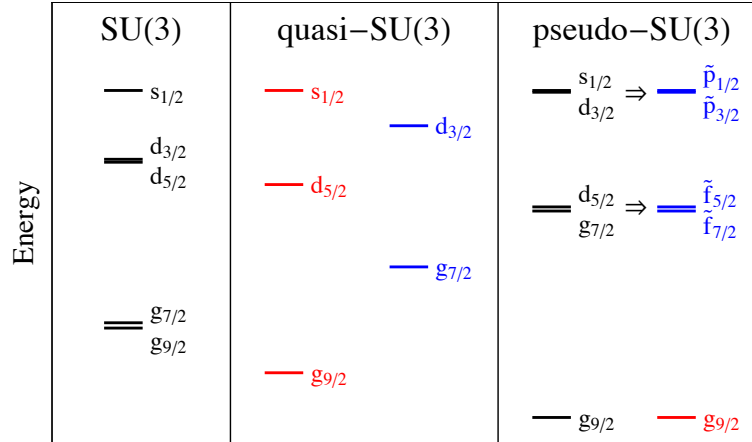 SU(3)
quasi−SU(3)
pseudo−SU(3)
Energy
s1/2
d3/2
d5/2
g7/2
g9/2
s1/2
d3/2
d5/2
g7/2
g9/2
s1/2 ⇒ p̃1/2
d3/2 p̃3/2
d5/2 ⇒ f̃5/2
g7/2 f̃7/2
g9/2 g9/2